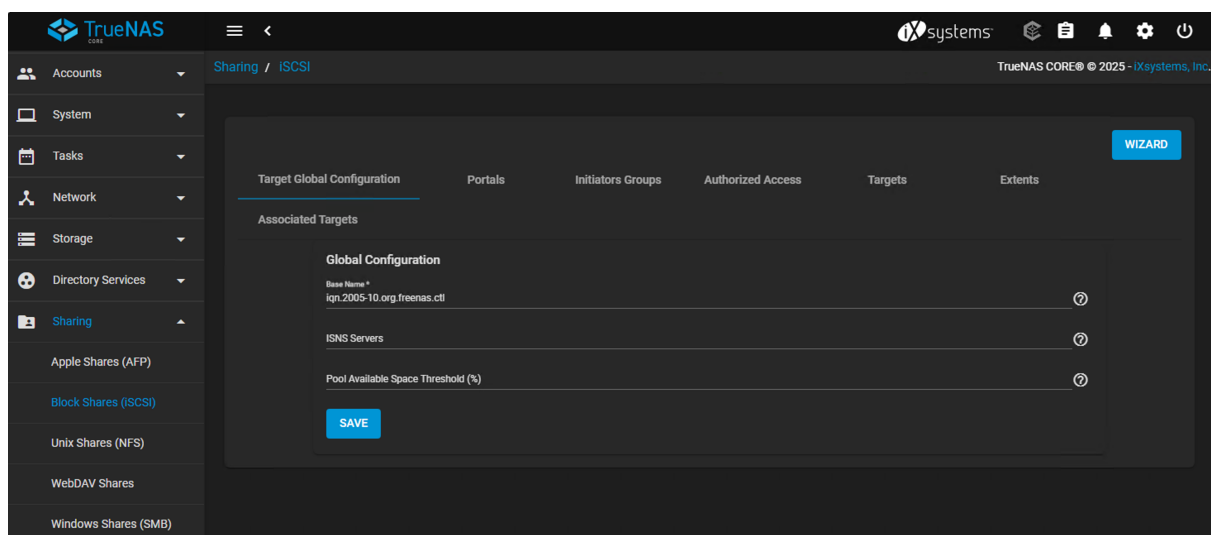 TrueNAS
CORE
iXsystems
Accounts
Sharing / iSCSI
TrueNAS CORE® © 2025 - iXsystems, Inc.
System
WIZARD
Tasks
Target Global Configuration
Portals
Initiators Groups
Authorized Access
Targets
Extents
Network
Associated Targets
Storage
Global Configuration
Directory Services
Base Name *
iqn.2005-10.org.freenas.ctl
Sharing
ISNS Servers
Apple Shares (AFP)
Pool Available Space Threshold (%)
Block Shares (iSCSI)
SAVE
Unix Shares (NFS)
WebDAV Shares
Windows Shares (SMB)